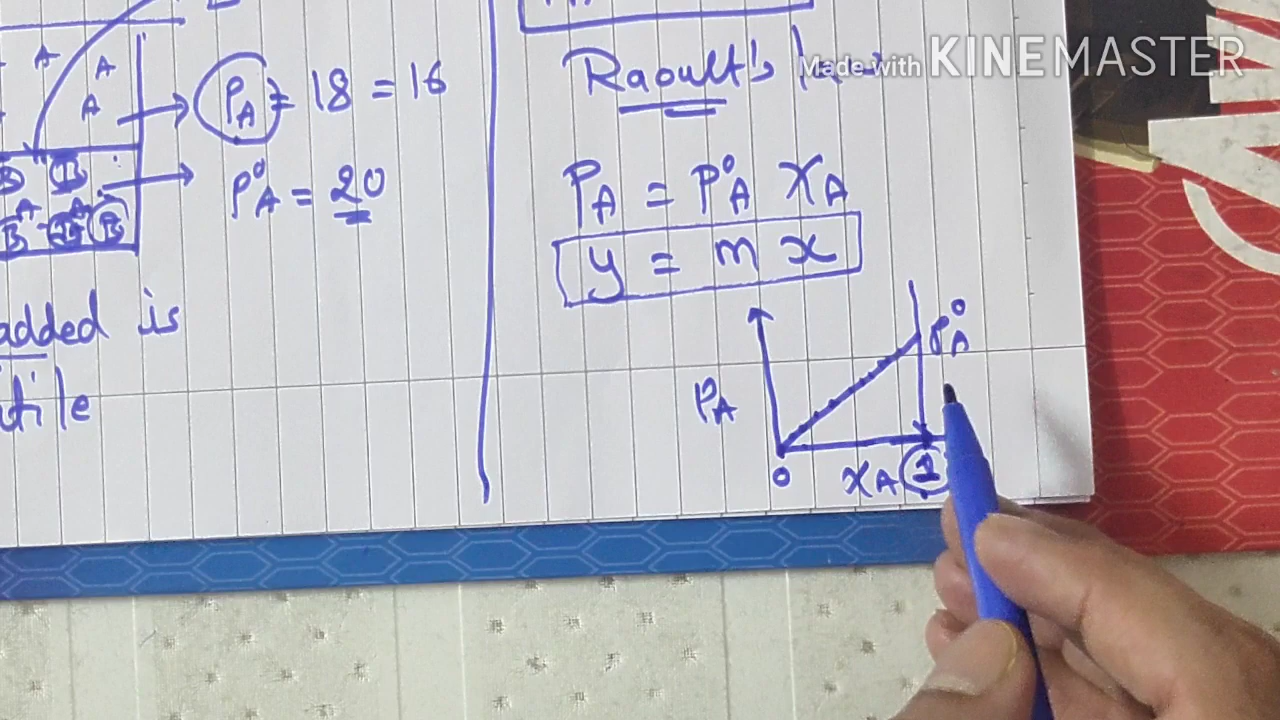 A A
A
P_A = 18 = 16
B B
P°_A = 20
A A
B B B
added is
Raoult's law
Made with KINEMASTER
P_A = P°_A X_A
y = m x
P°_A
P_A
0 X_A 1